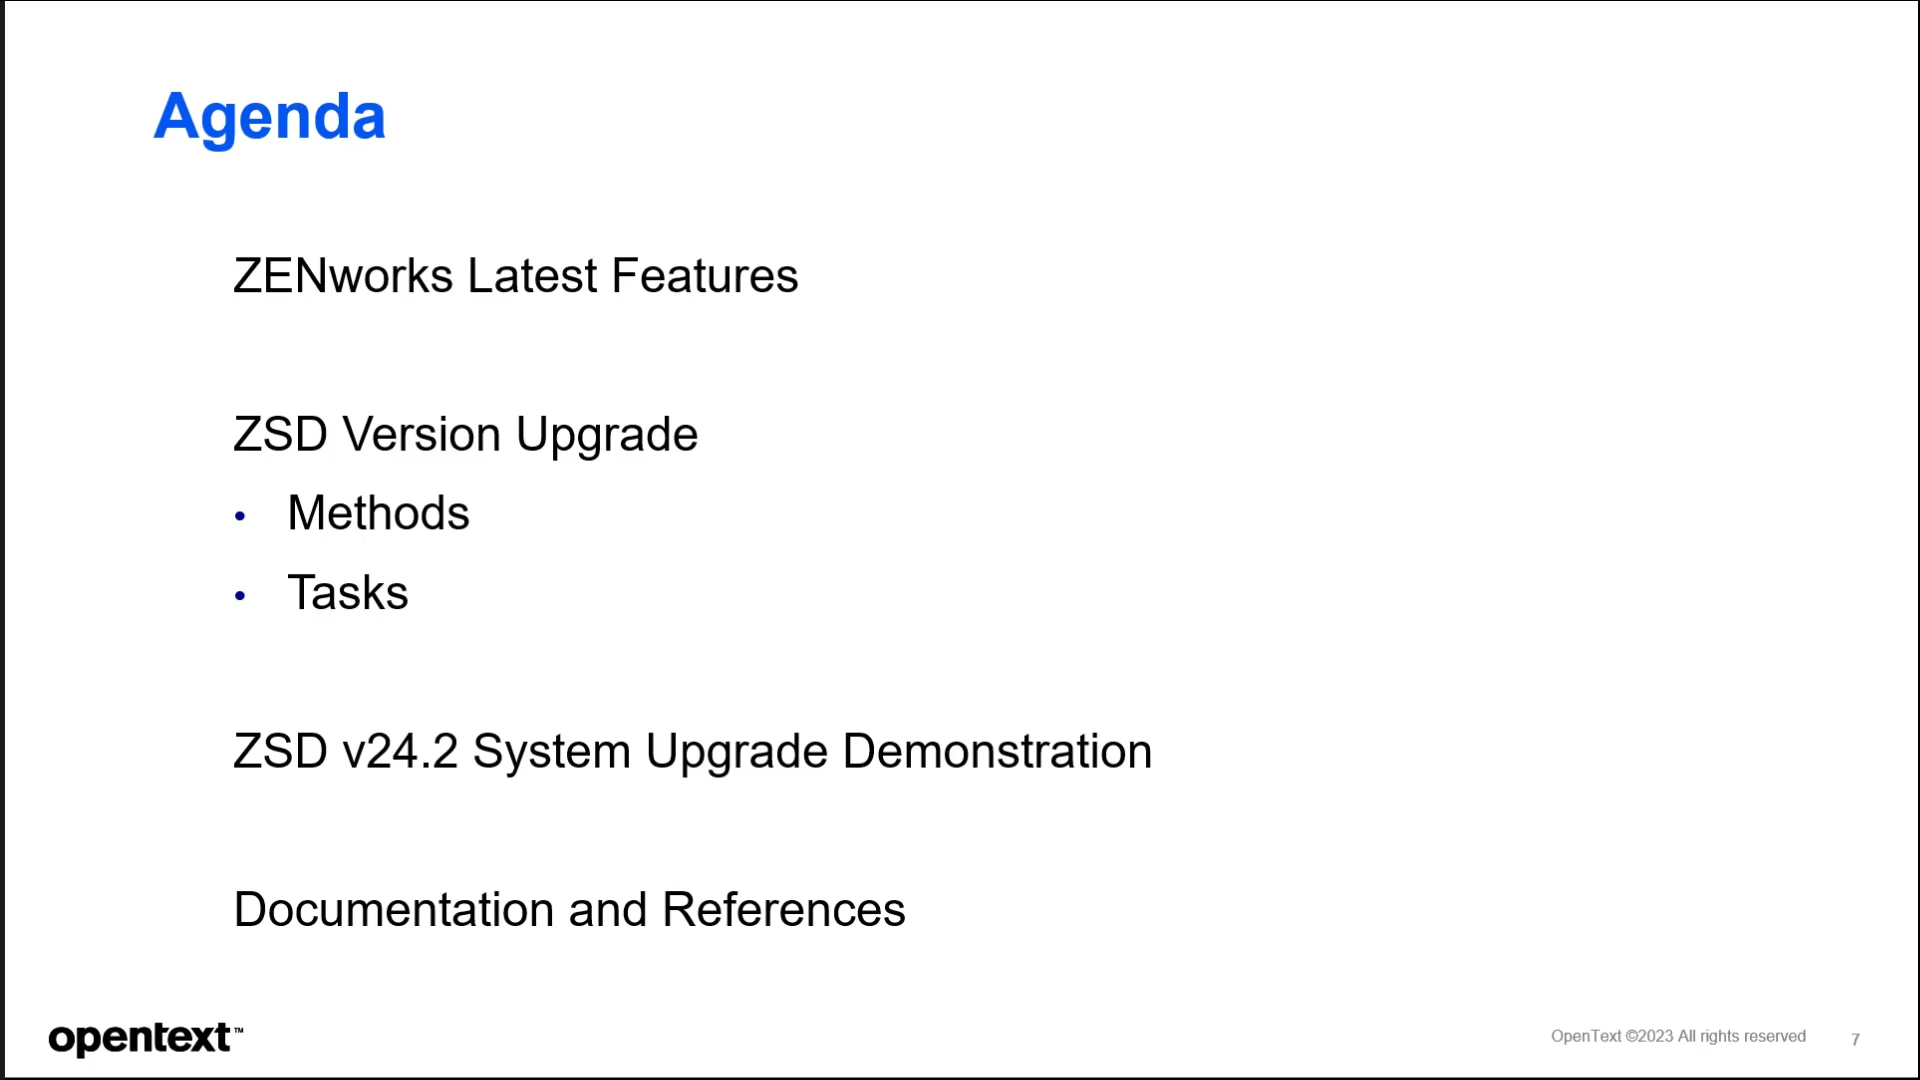 Agenda
ZENworks Latest Features
ZSD Version Upgrade
• Methods
• Tasks
ZSD v24.2 System Upgrade Demonstration
Documentation and References
opentext™
OpenText ©2023 All rights reserved 7